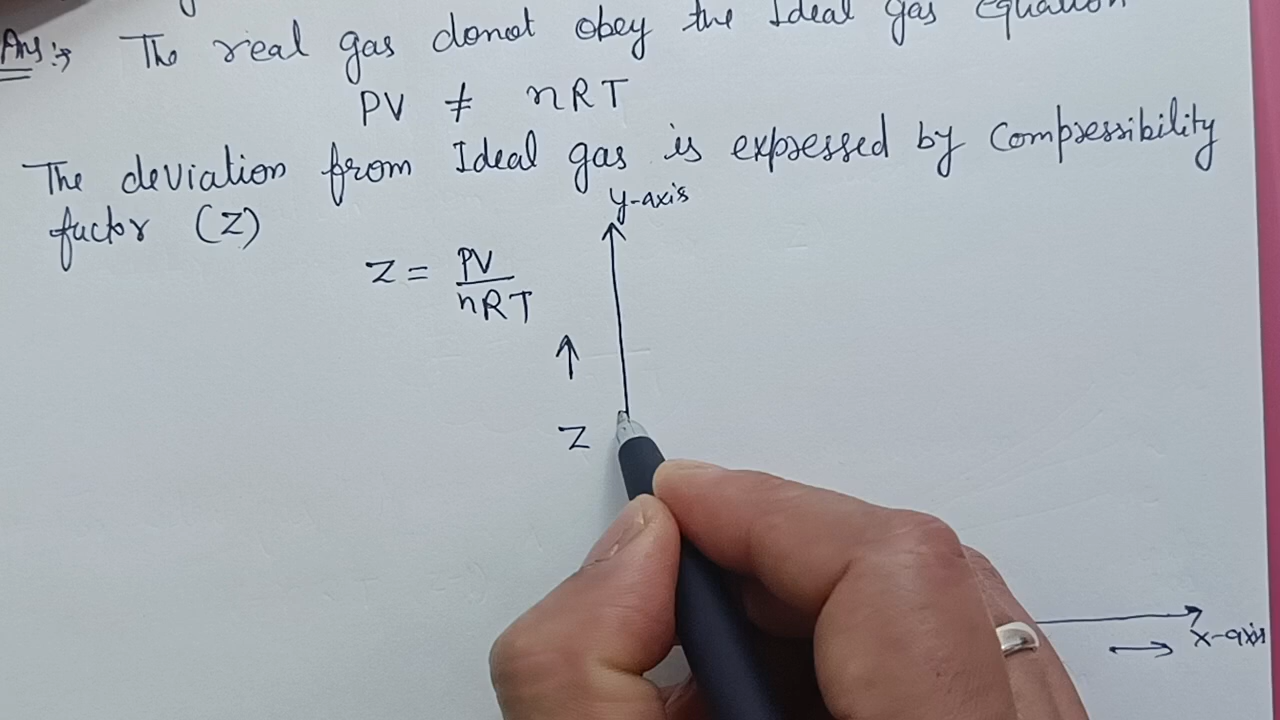 Ans :→ The real gas donot obey the Ideal gas equation
PV ≠ nRT
The deviation from Ideal gas is expressed by Compressibility
factor (Z)
y-axis
Z = PV/nRT
↑
Z
→ X-axis